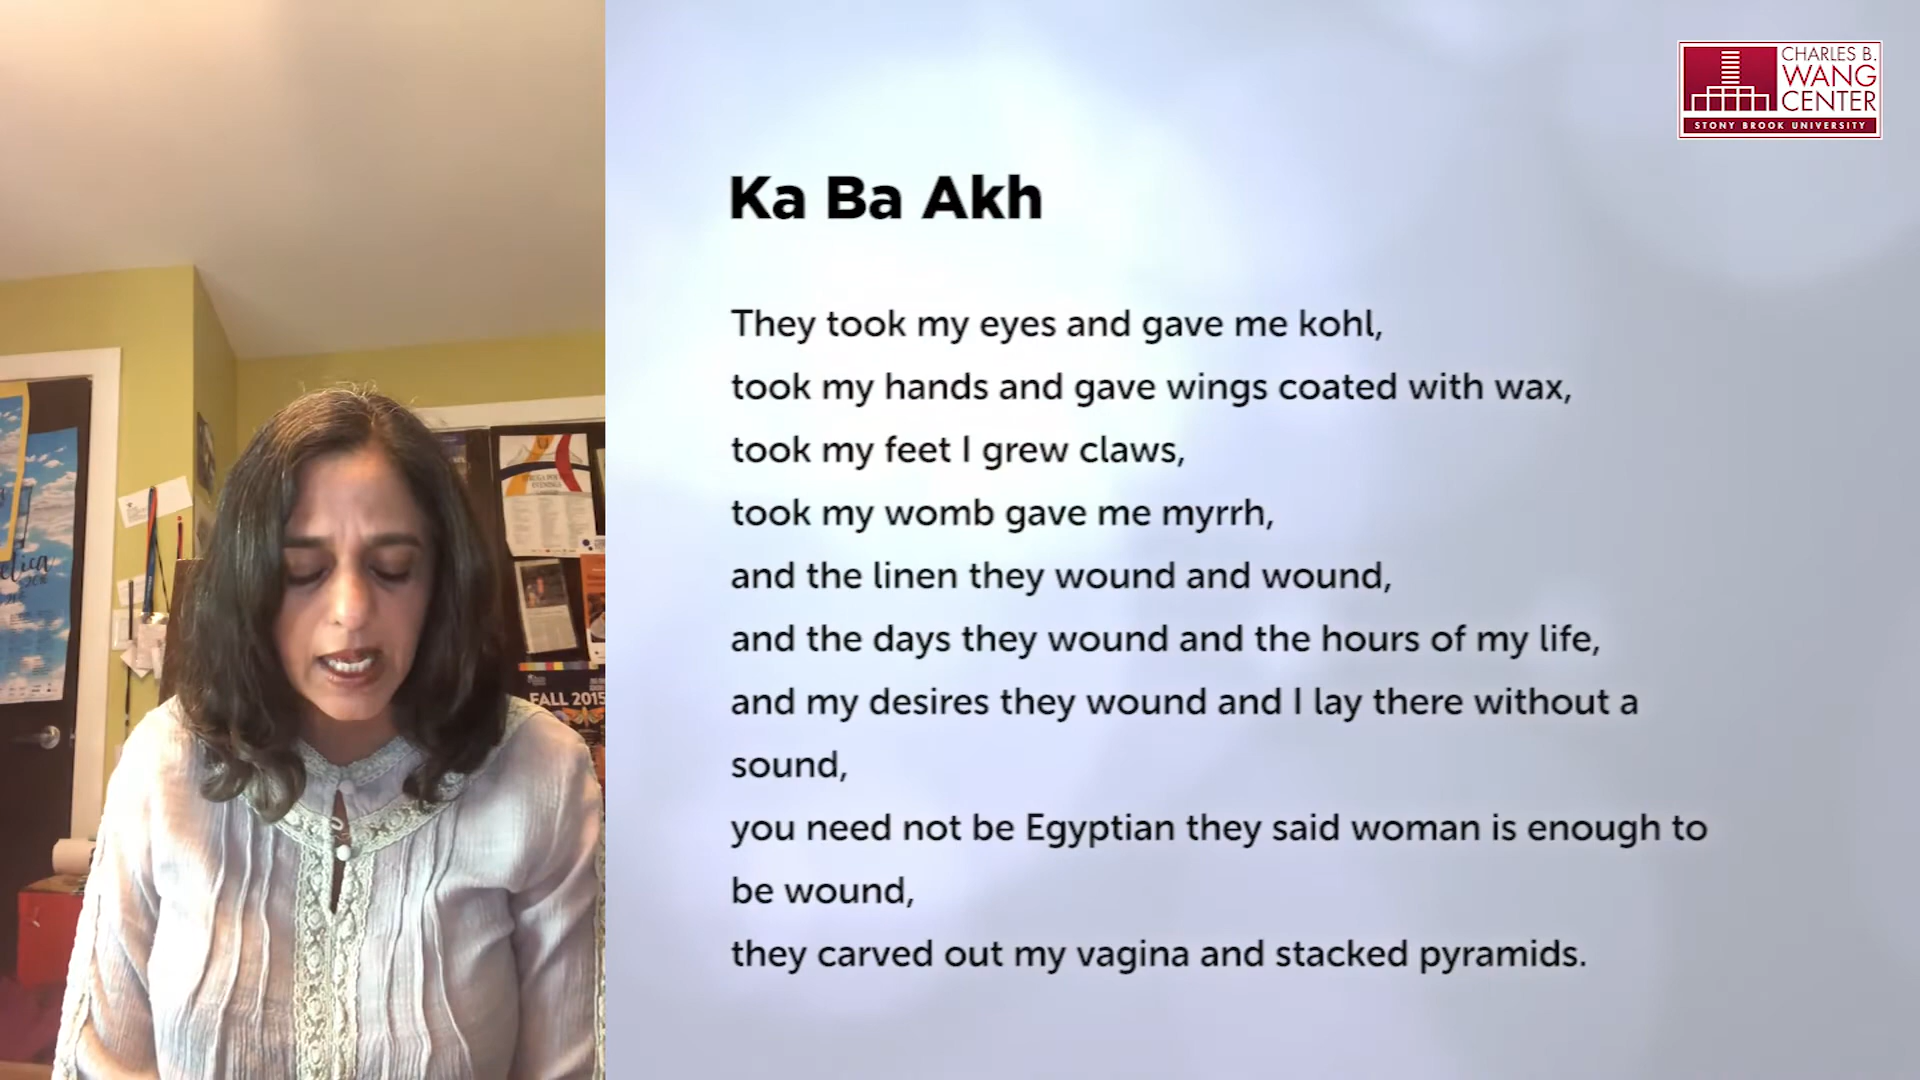 CHARLES B.
WANG
CENTER
STONY BROOK UNIVERSITY
Ka Ba Akh
They took my eyes and gave me kohl,
took my hands and gave wings coated with wax,
took my feet I grew claws,
took my womb gave me myrrh,
and the linen they wound and wound,
and the days they wound and the hours of my life,
and my desires they wound and I lay there without a
sound,
you need not be Egyptian they said woman is enough to
be wound,
they carved out my vagina and stacked pyramids.
FALL 2015